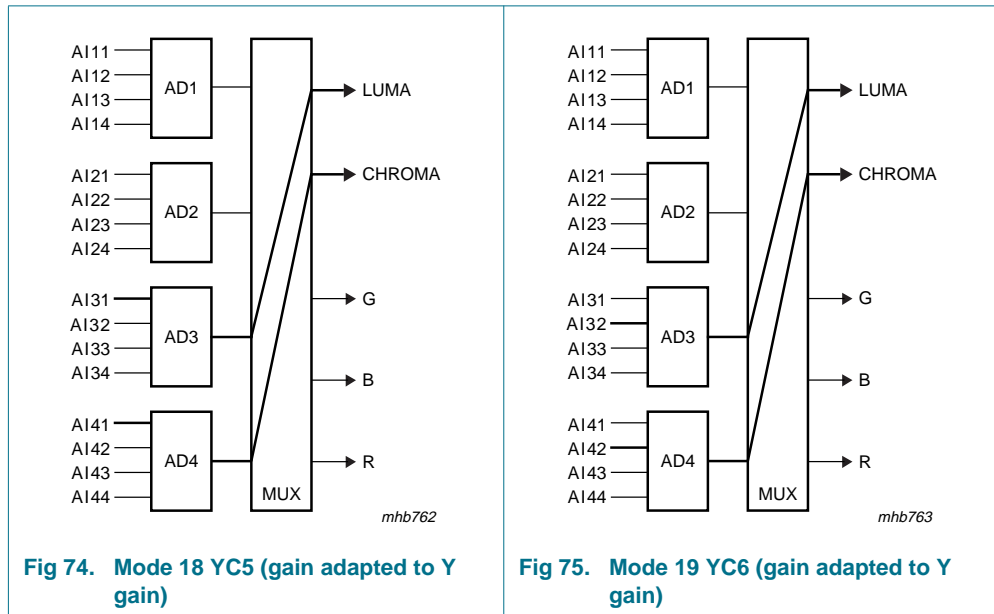 AI11
AI12
AI13
AI14
AD1
AI21
AI22
AI23
AI24
AD2
AI31
AI32
AI33
AI34
AD3
AI41
AI42
AI43
AI44
AD4
MUX
LUMA
CHROMA
G
B
R
mhb762
Fig 74. Mode 18 YC5 (gain adapted to Y
gain)
AI11
AI12
AI13
AI14
AD1
AI21
AI22
AI23
AI24
AD2
AI31
AI32
AI33
AI34
AD3
AI41
AI42
AI43
AI44
AD4
MUX
LUMA
CHROMA
G
B
R
mhb763
Fig 75. Mode 19 YC6 (gain adapted to Y
gain)